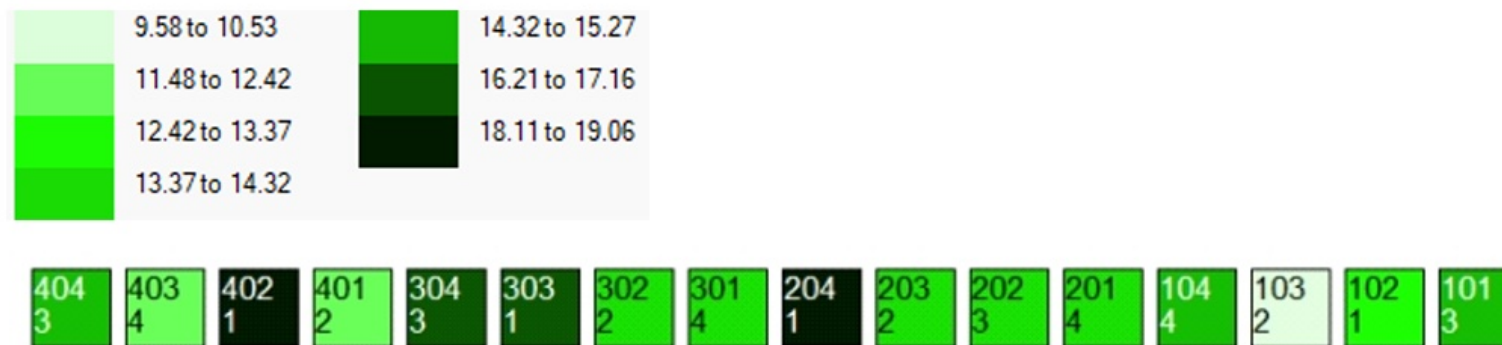 9.58 to 10.53
11.48 to 12.42
12.42 to 13.37
13.37 to 14.32
14.32 to 15.27
16.21 to 17.16
18.11 to 19.06
404 403 402 401 304 303 302 301 204 203 202 201 104 103 102 101
3 4 1 2 3 1 2 4 1 2 3 4 4 2 1 3